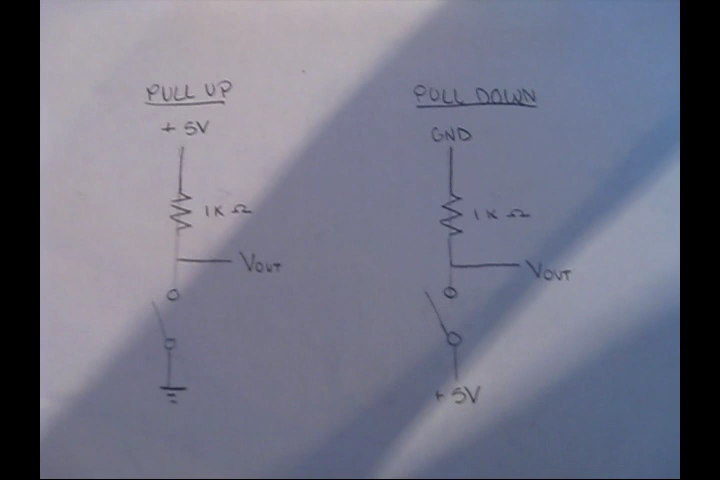 PULL UP
+5V
1K Ω
VOUT
PULL DOWN
GND
1K Ω
VOUT
+5V